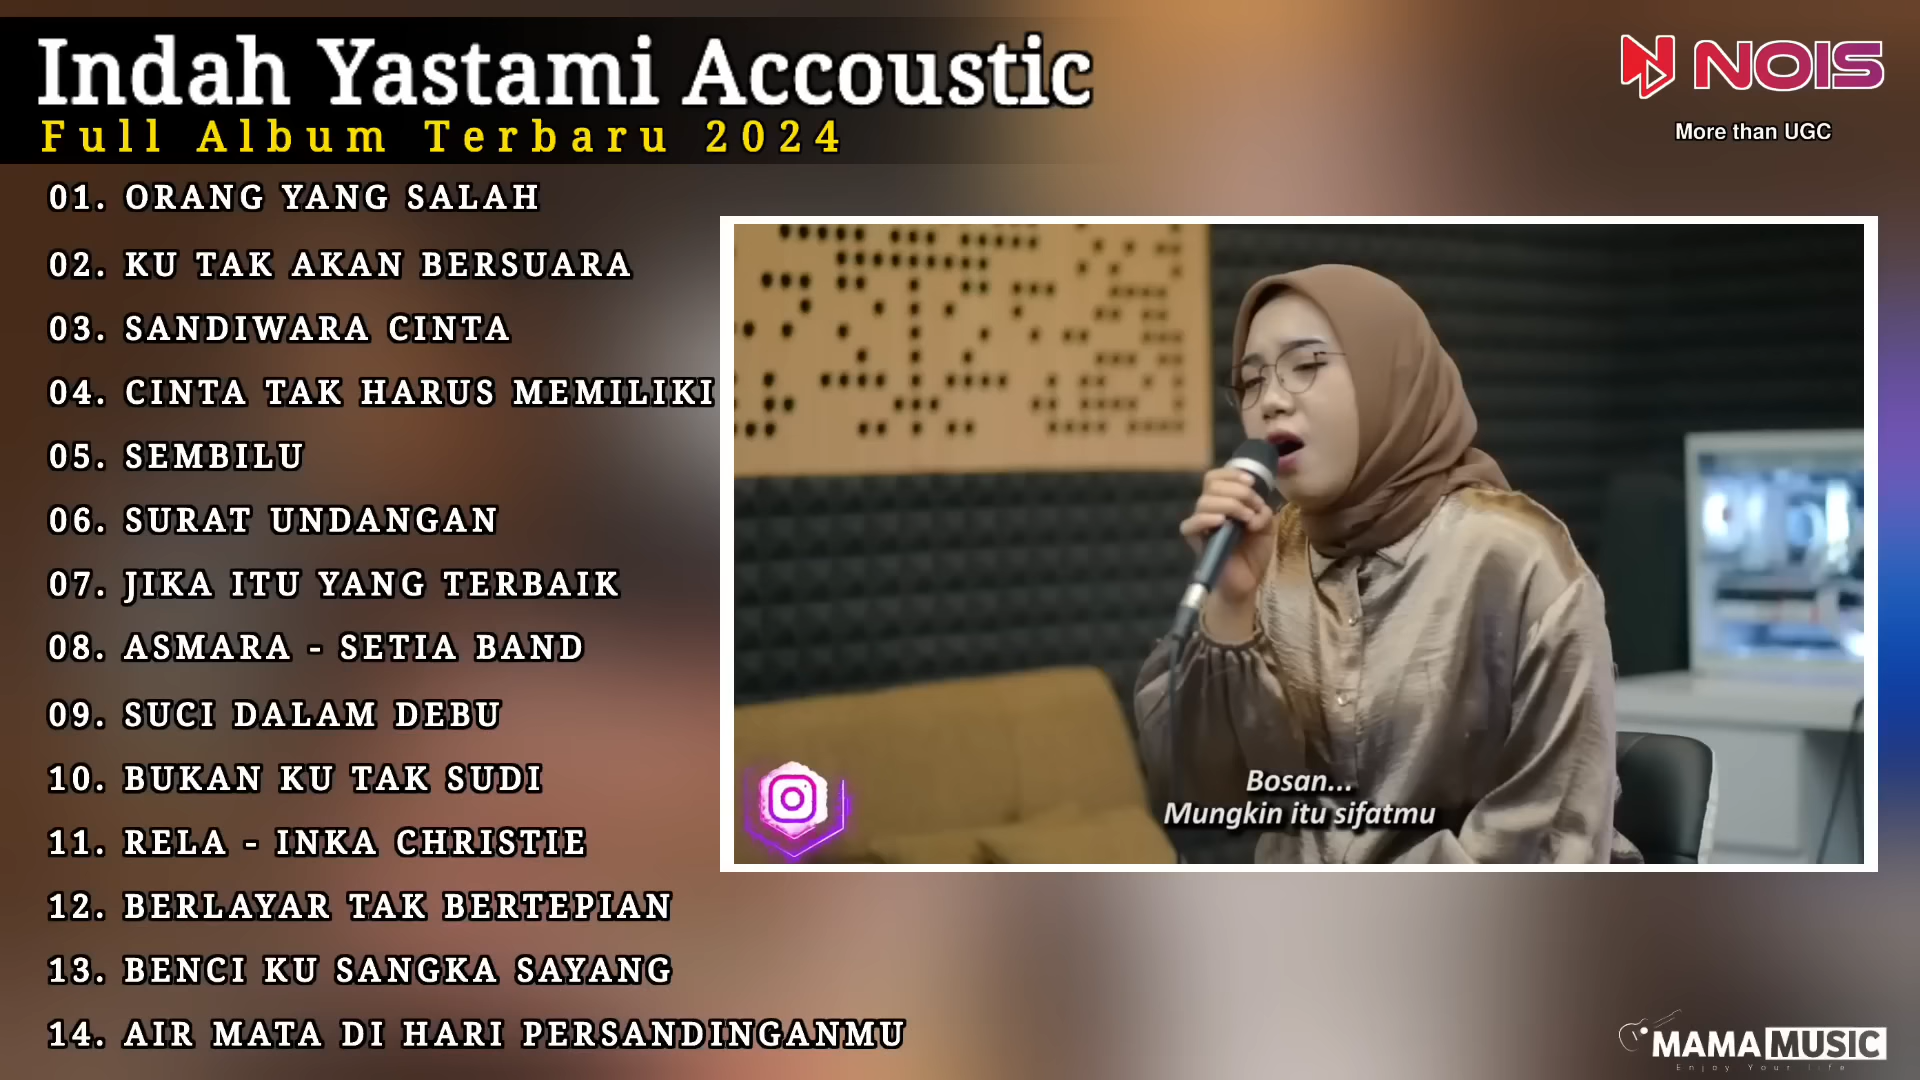 Indah Yastami Accoustic
Full Album Terbaru 2024
NOIS
More than UGC
01. ORANG YANG SALAH
02. KU TAK AKAN BERSUARA
03. SANDIWARA CINTA
04. CINTA TAK HARUS MEMILIKI
05. SEMBILU
06. SURAT UNDANGAN
07. JIKA ITU YANG TERBAIK
08. ASMARA - SETIA BAND
09. SUCI DALAM DEBU
10. BUKAN KU TAK SUDI
11. RELA - INKA CHRISTIE
12. BERLAYAR TAK BERTEPIAN
13. BENCI KU SANGKA SAYANG
14. AIR MATA DI HARI PERSANDINGANMU
Bosan...
Mungkin itu sifatmu
MAMA MUSIC
Enjoy Your life